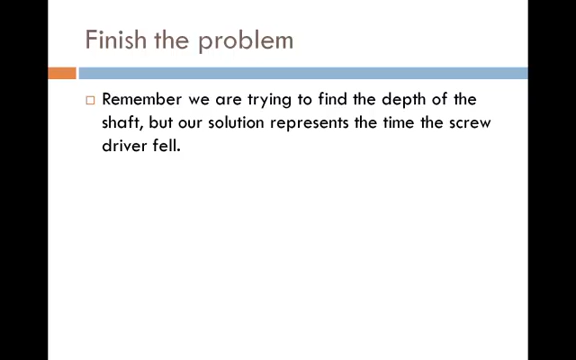 Finish the problem
Remember we are trying to find the depth of the
shaft, but our solution represents the time the screw
driver fell.